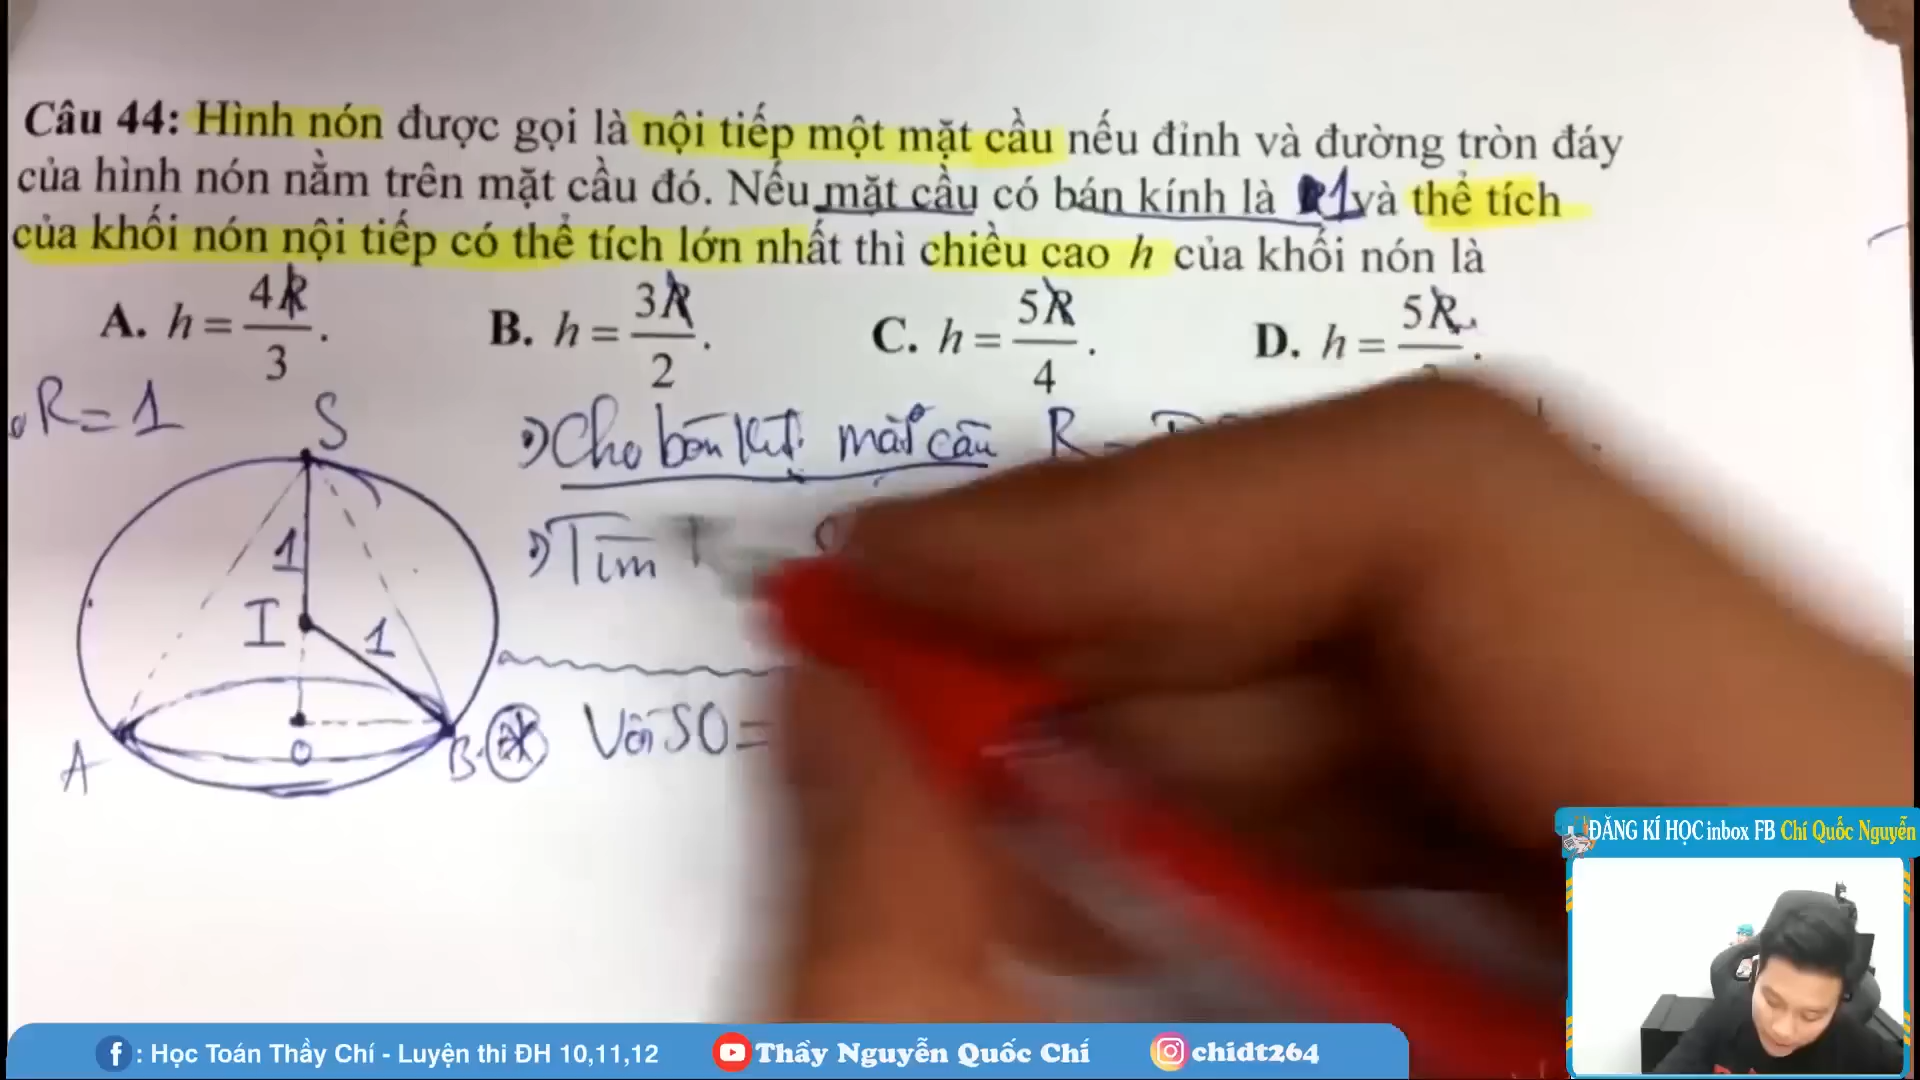 Câu 44: Hình nón được gọi là nội tiếp một mặt cầu nếu đỉnh và đường tròn đáy
của hình nón nằm trên mặt cầu đó. Nếu mặt cầu có bán kính là 1 và thể tích
của khối nón nội tiếp có thể tích lớn nhất thì chiều cao h của khối nón là
A. h = 4R/3. B. h = 3R/2. C. h = 5R/4. D. h = 5R
R = 1
S
Cho bán kính mặt cầu R =
1
Tìm
I
1
Với SO =
A
O
B
ĐĂNG KÍ HỌC inbox FB Chí Quốc Nguyễn
: Học Toán Thầy Chí - Luyện thi ĐH 10,11,12
Thầy Nguyễn Quốc Chí
chidt264